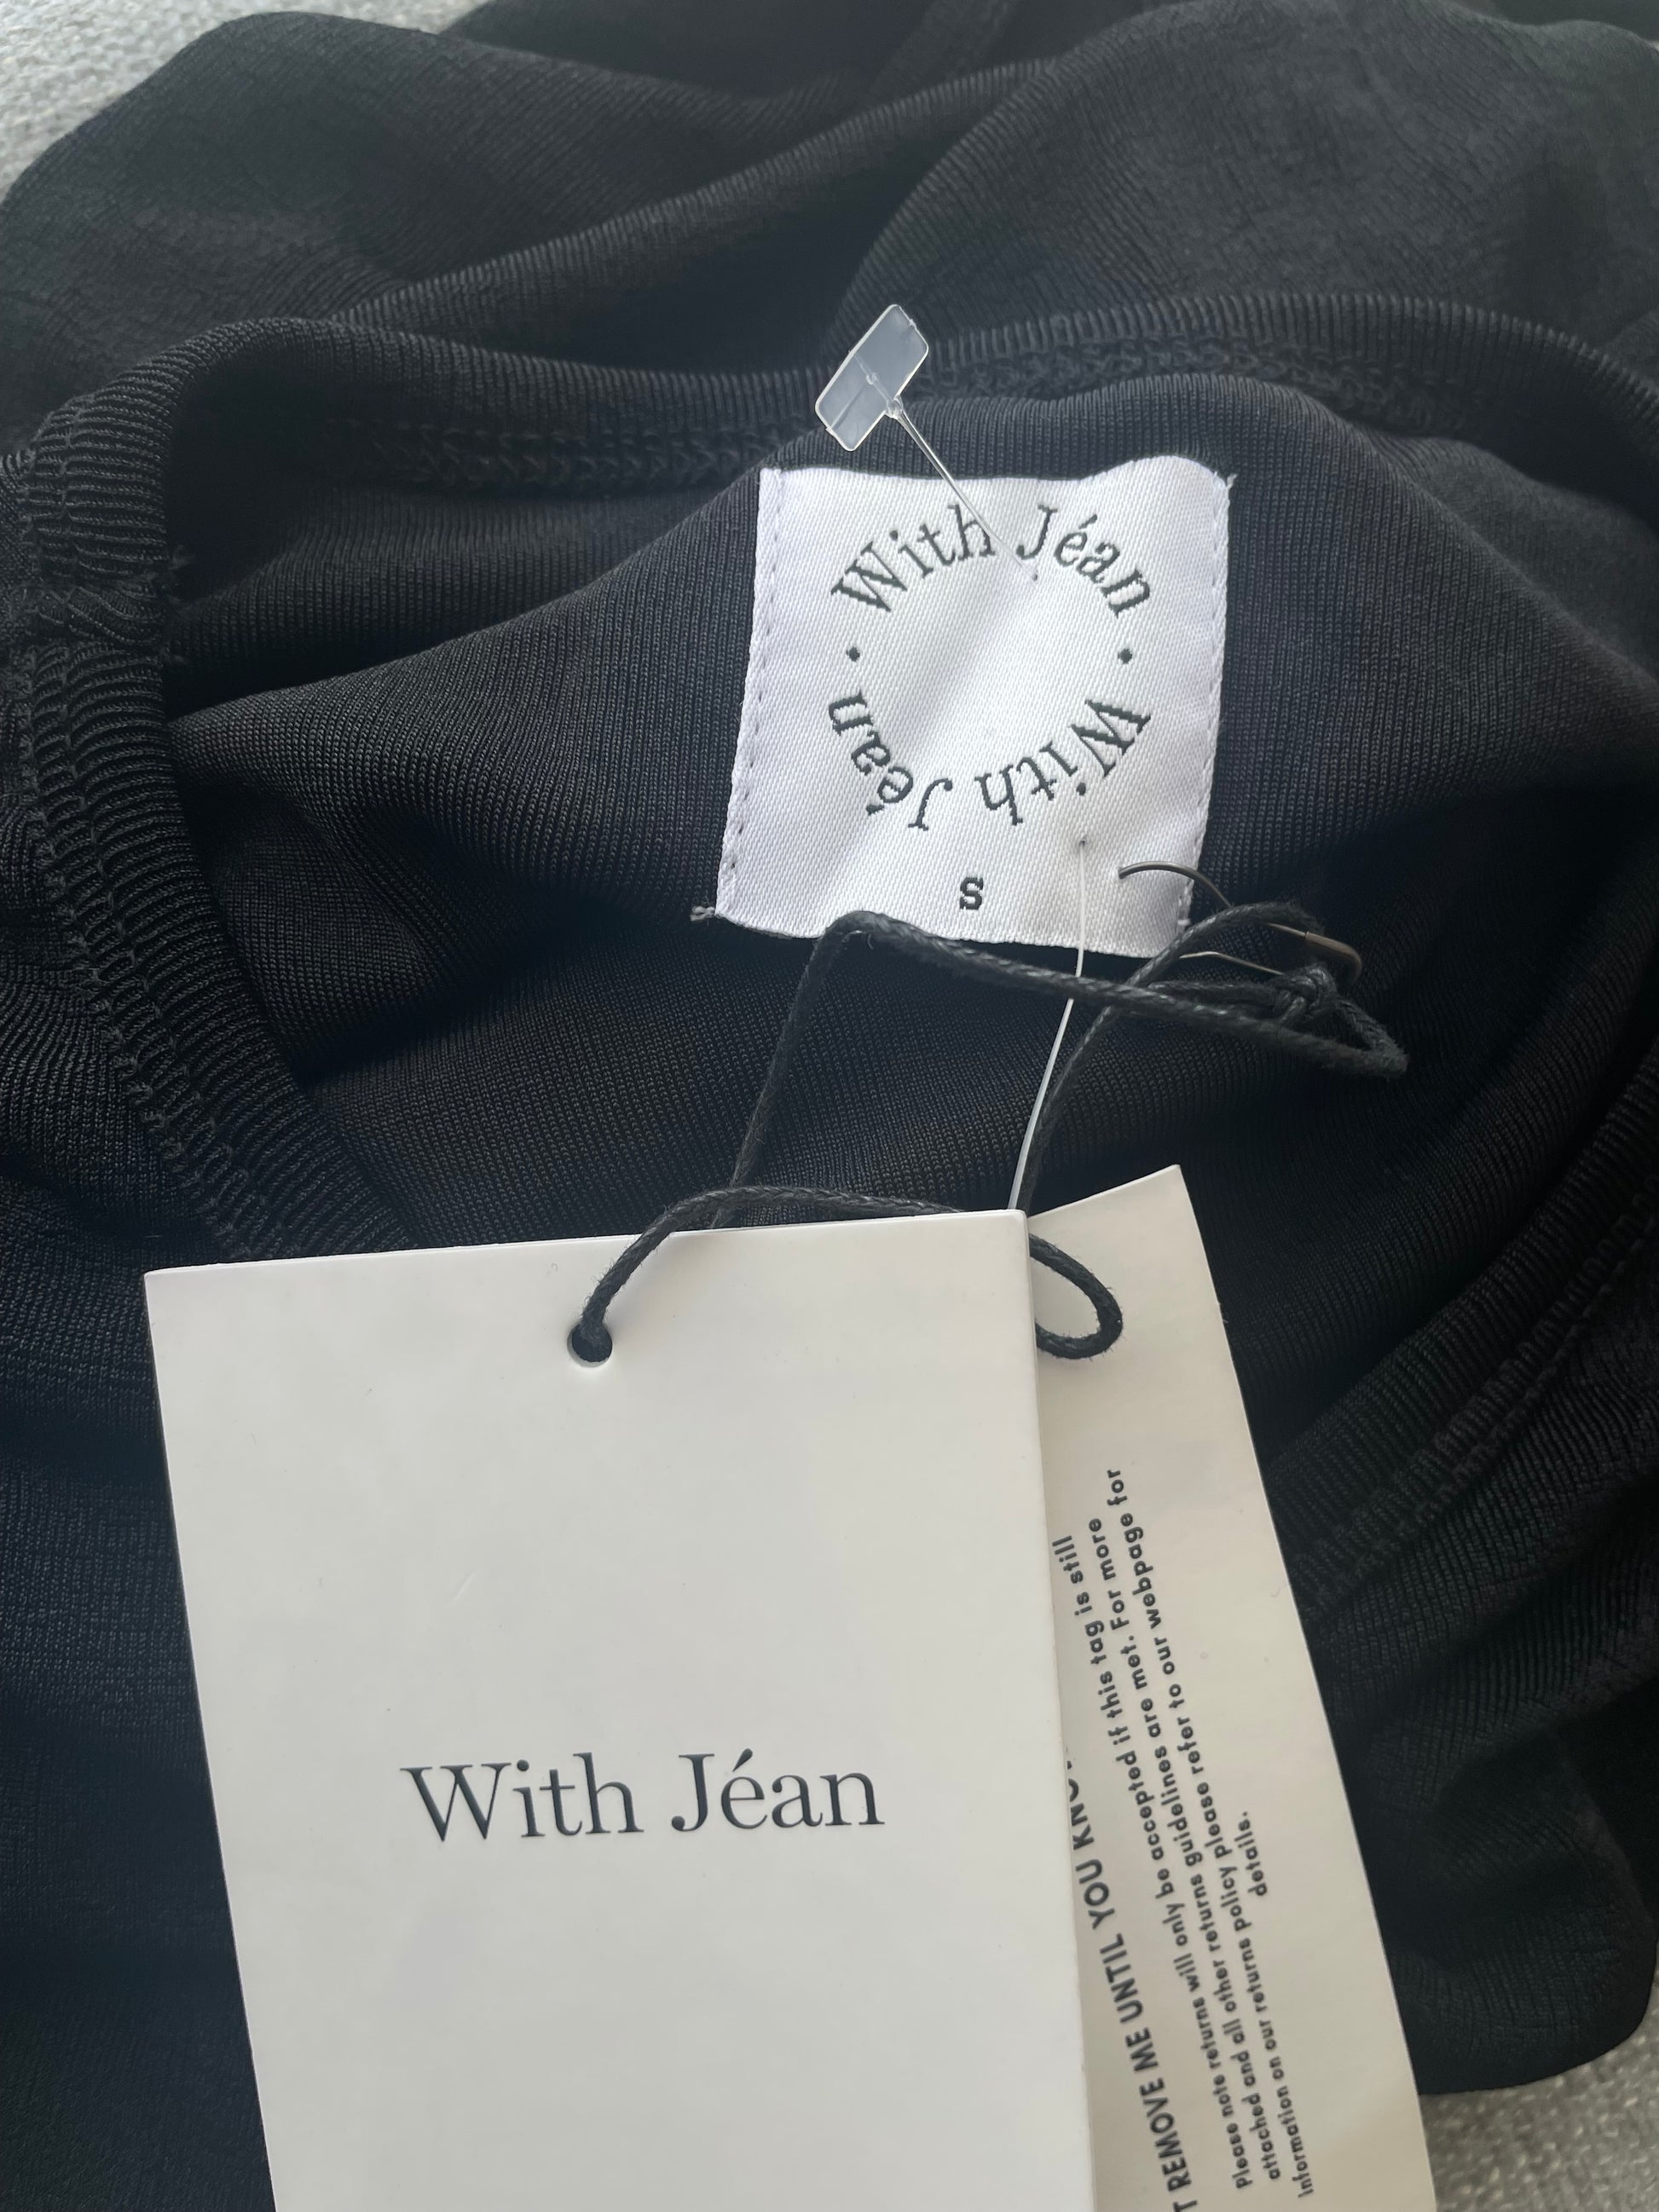 With Jéan · With Jéan ·
S
With Jéan
T REMOVE ME UNTIL YOU
Please note returns will only be accepted if this tag is still
attached and all other returns guidelines are met. For more
information on our returns policy please refer to our webpage for
details.